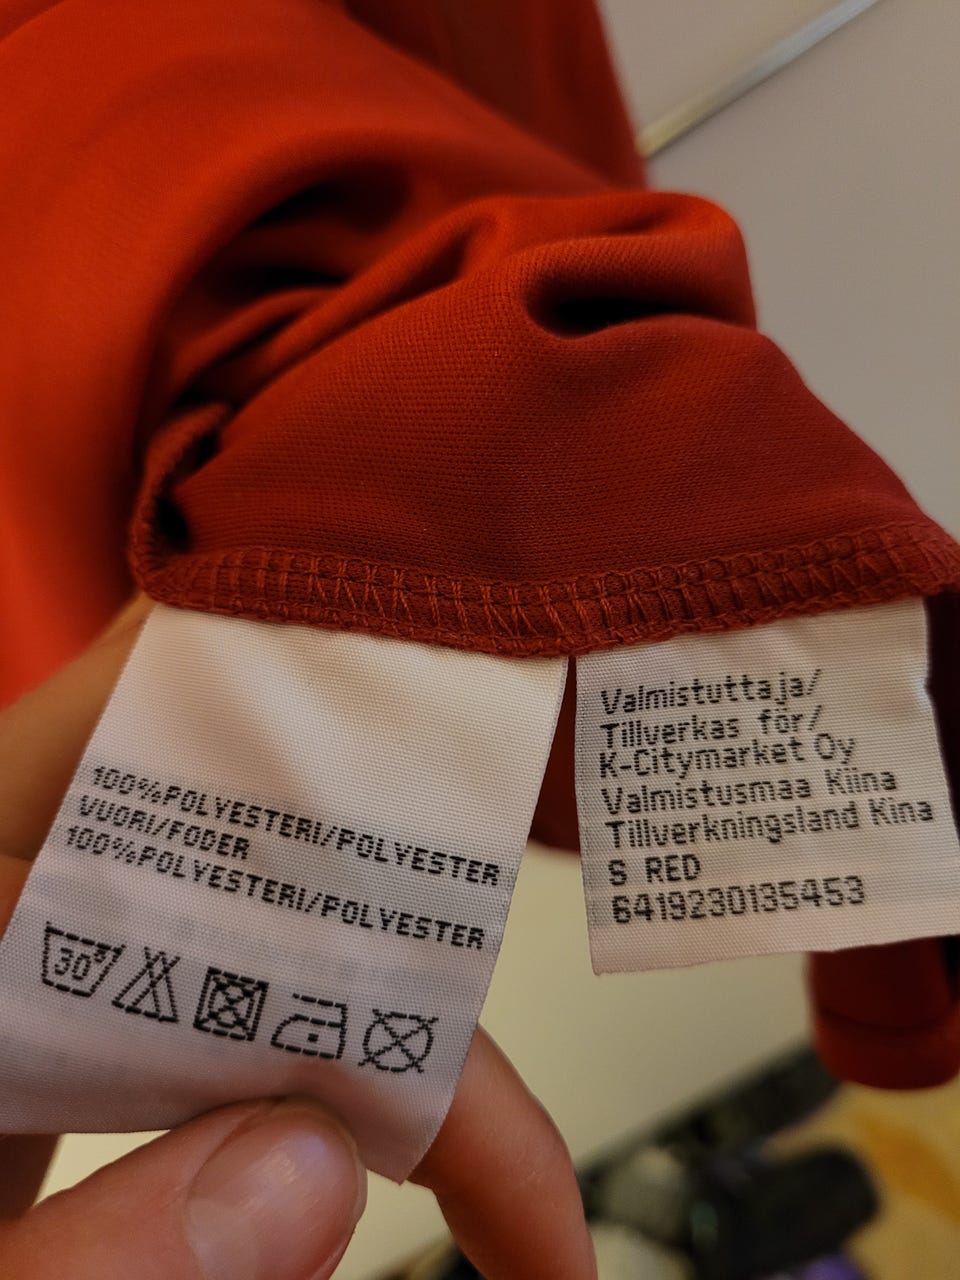 100%POLYESTERI/POLYESTER
VUORI/FODER
100%POLYESTERI/POLYESTER
30°
Valmistuttaja/
Tillverkas för/
K-Citymarket Oy
Valmistusmaa Kiina
Tillverkningsland Kina
S RED
6419230135453